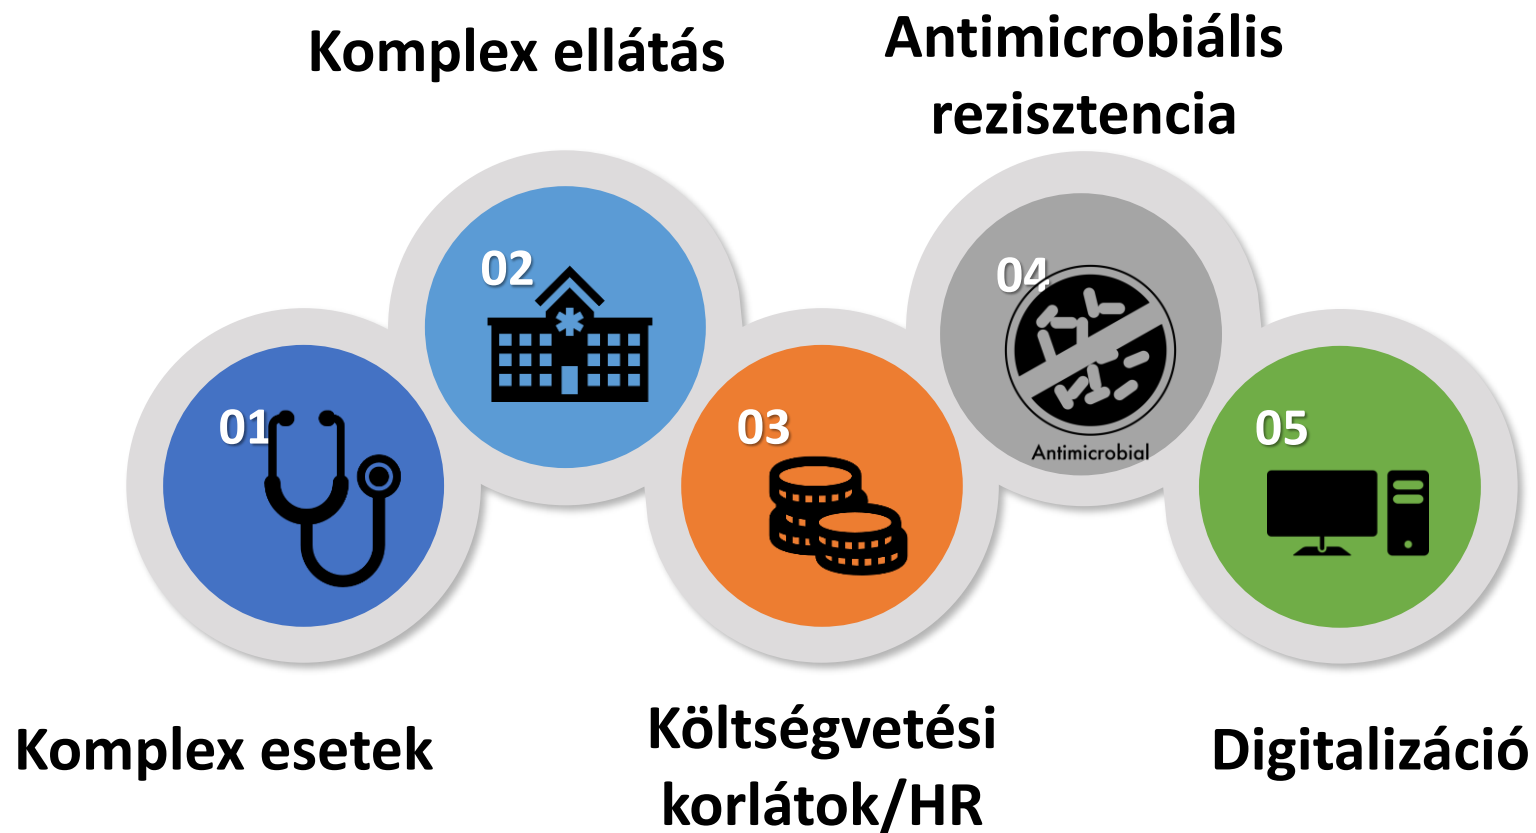 Komplex ellátás
Antimicrobiális
rezisztencia
01
02
03
04
Antimicrobial
05
Komplex esetek
Költségvetési
korlátok/HR
Digitalizáció